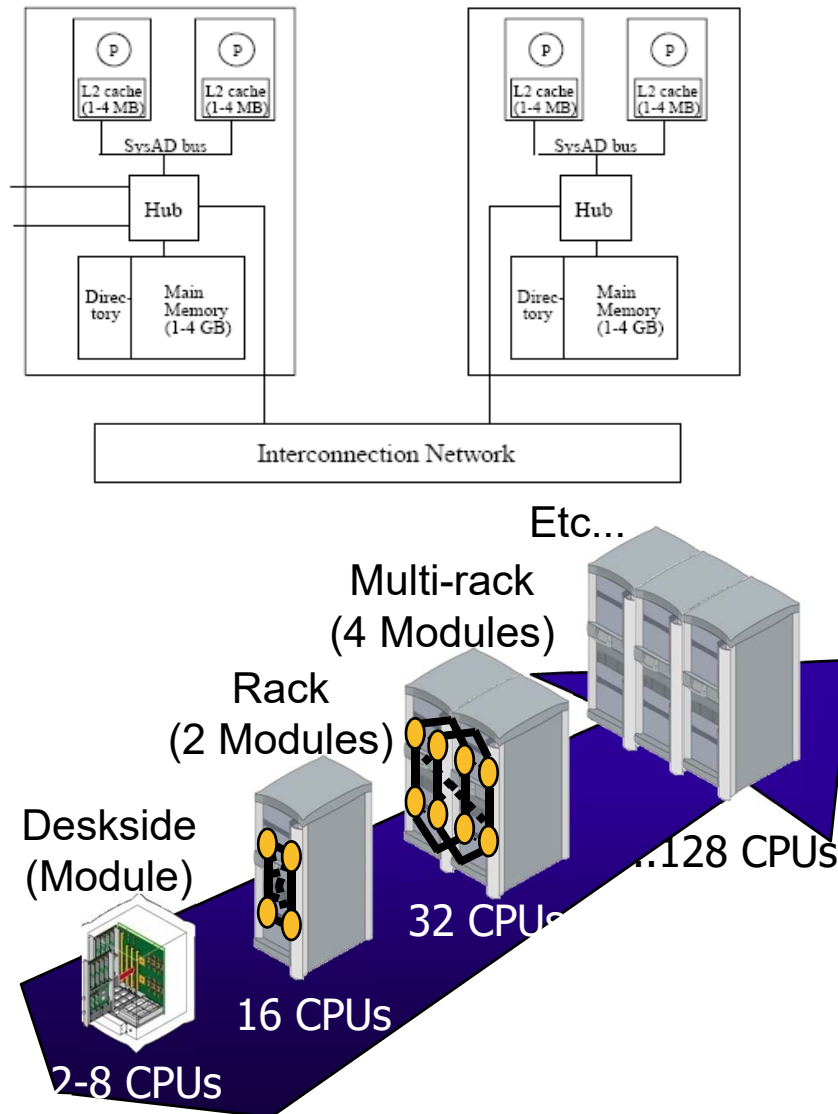 P
P
L2 cache
(1-4 MB)
L2 cache
(1-4 MB)
SysAD bus
Hub
Direc-
tory
Main
Memory
(1-4 GB)
P
P
L2 cache
(1-4 MB)
L2 cache
(1-4 MB)
SysAD bus
Hub
Direc-
tory
Main
Memory
(1-4 GB)
Interconnection Network
Etc...
Multi-rack
(4 Modules)
Rack
(2 Modules)
Deskside
(Module)
...128 CPUs
32 CPUs
16 CPUs
2-8 CPUs